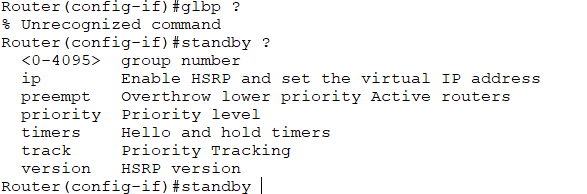 Router(config-if)#glbp ?
% Unrecognized command
Router(config-if)#standby ?
<0-4095> group number
ip Enable HSRP and set the virtual IP address
preempt Overthrow lower priority Active routers
priority Priority level
timers Hello and hold timers
track Priority Tracking
version HSRP version
Router(config-if)#standby